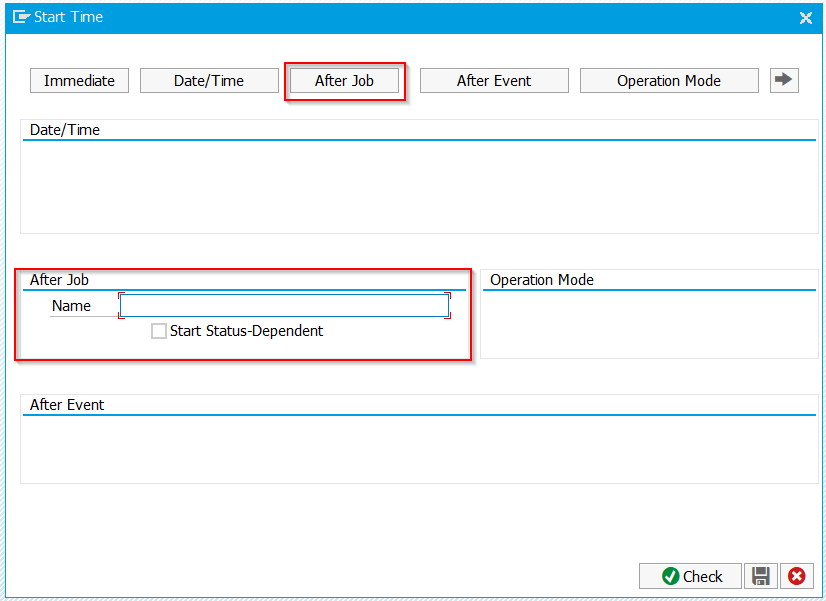 Start Time
Immediate Date/Time After Job After Event Operation Mode
Date/Time
After Job Operation Mode
Name
Start Status-Dependent
After Event
Check